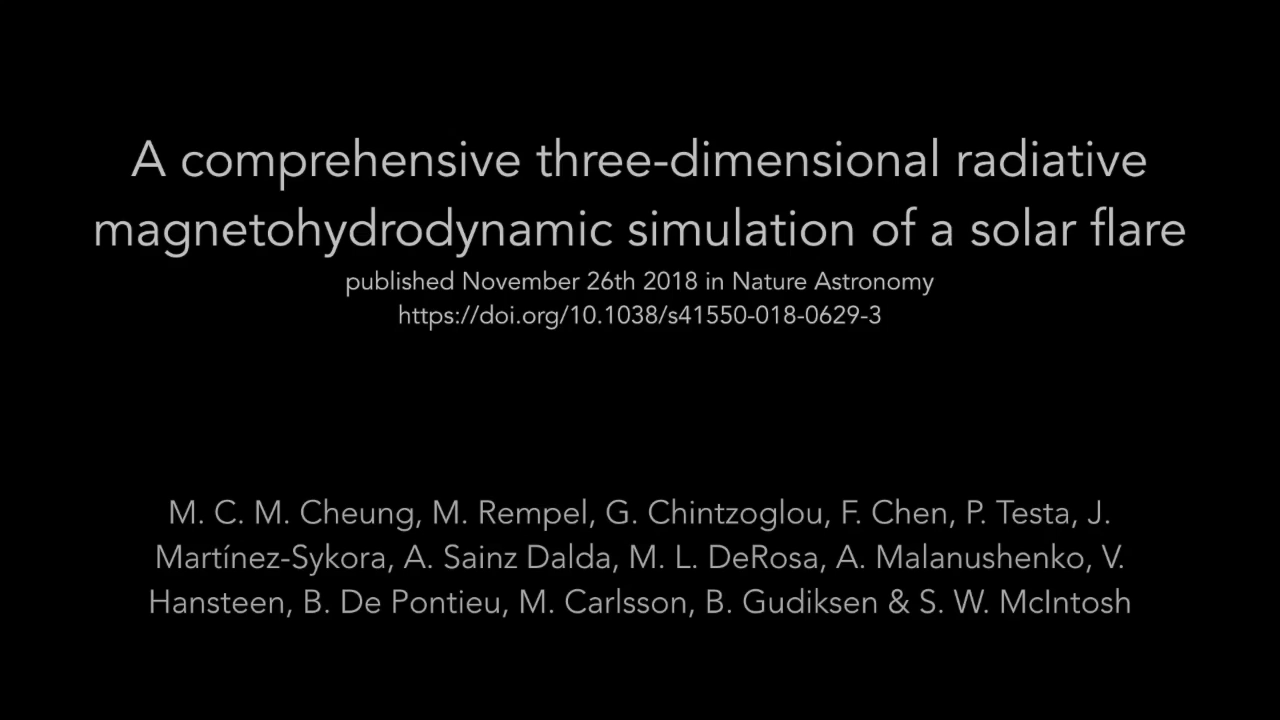 A comprehensive three-dimensional radiative
magnetohydrodynamic simulation of a solar flare
published November 26th 2018 in Nature Astronomy
https://doi.org/10.1038/s41550-018-0629-3
M. C. M. Cheung, M. Rempel, G. Chintzoglou, F. Chen, P. Testa, J.
Martínez-Sykora, A. Sainz Dalda, M. L. DeRosa, A. Malanushenko, V.
Hansteen, B. De Pontieu, M. Carlsson, B. Gudiksen & S. W. McIntosh